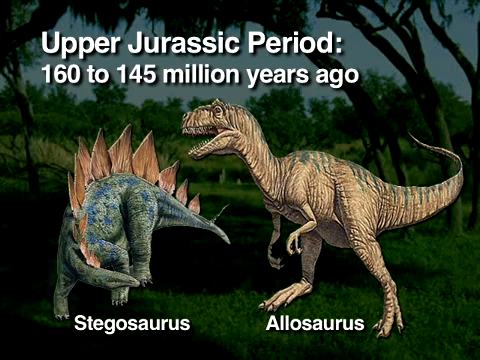 Upper Jurassic Period:
160 to 145 million years ago
Stegosaurus
Allosaurus